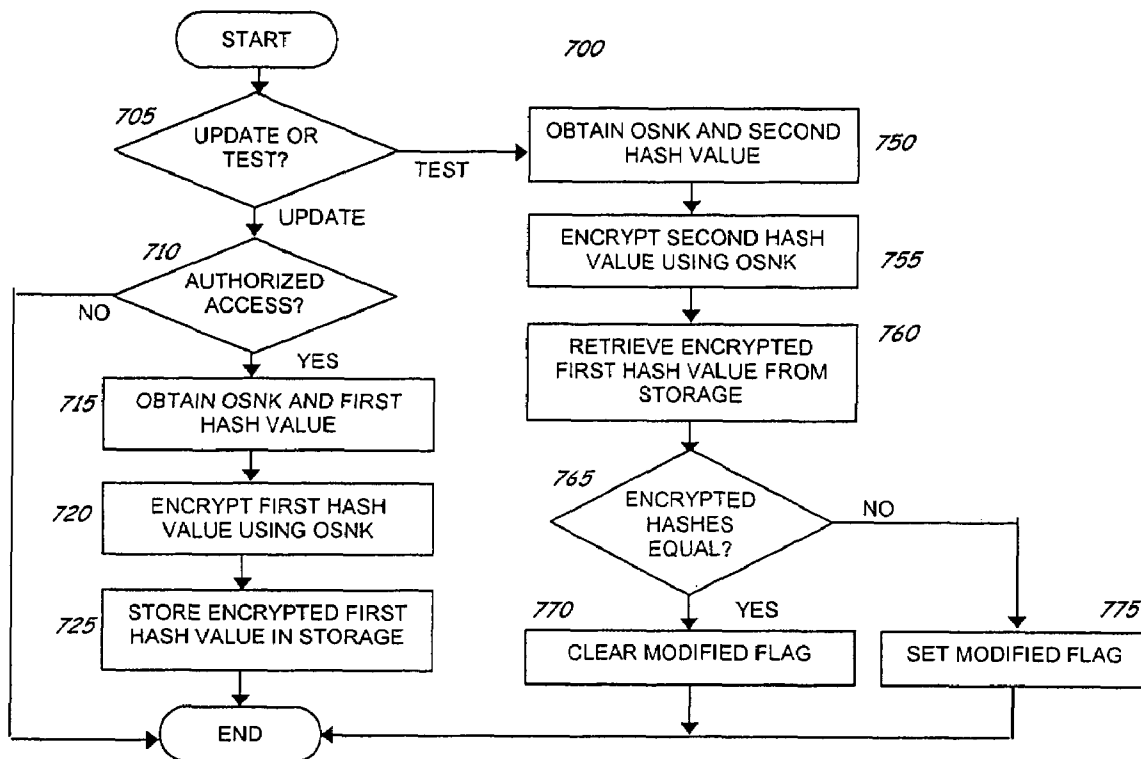 START
700
705
UPDATE OR
TEST?
TEST
UPDATE
710
AUTHORIZED
ACCESS?
NO
YES
715
OBTAIN OSNK AND FIRST
HASH VALUE
720
ENCRYPT FIRST HASH
VALUE USING OSNK
725
STORE ENCRYPTED FIRST
HASH VALUE IN STORAGE
END
OBTAIN OSNK AND SECOND
HASH VALUE
750
ENCRYPT SECOND HASH
VALUE USING OSNK
755
RETRIEVE ENCRYPTED
FIRST HASH VALUE FROM
STORAGE
760
765
ENCRYPTED
HASHES
EQUAL?
NO
YES
770
CLEAR MODIFIED FLAG
775
SET MODIFIED FLAG